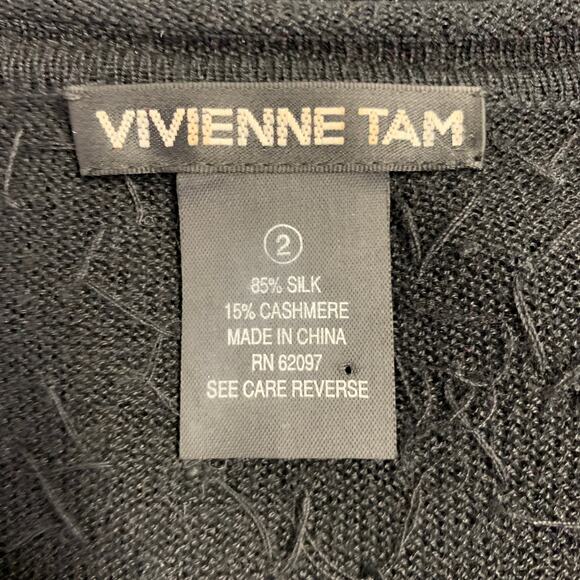 VIVIENNE TAM
2
85% SILK
15% CASHMERE
MADE IN CHINA
RN 62097
SEE CARE REVERSE